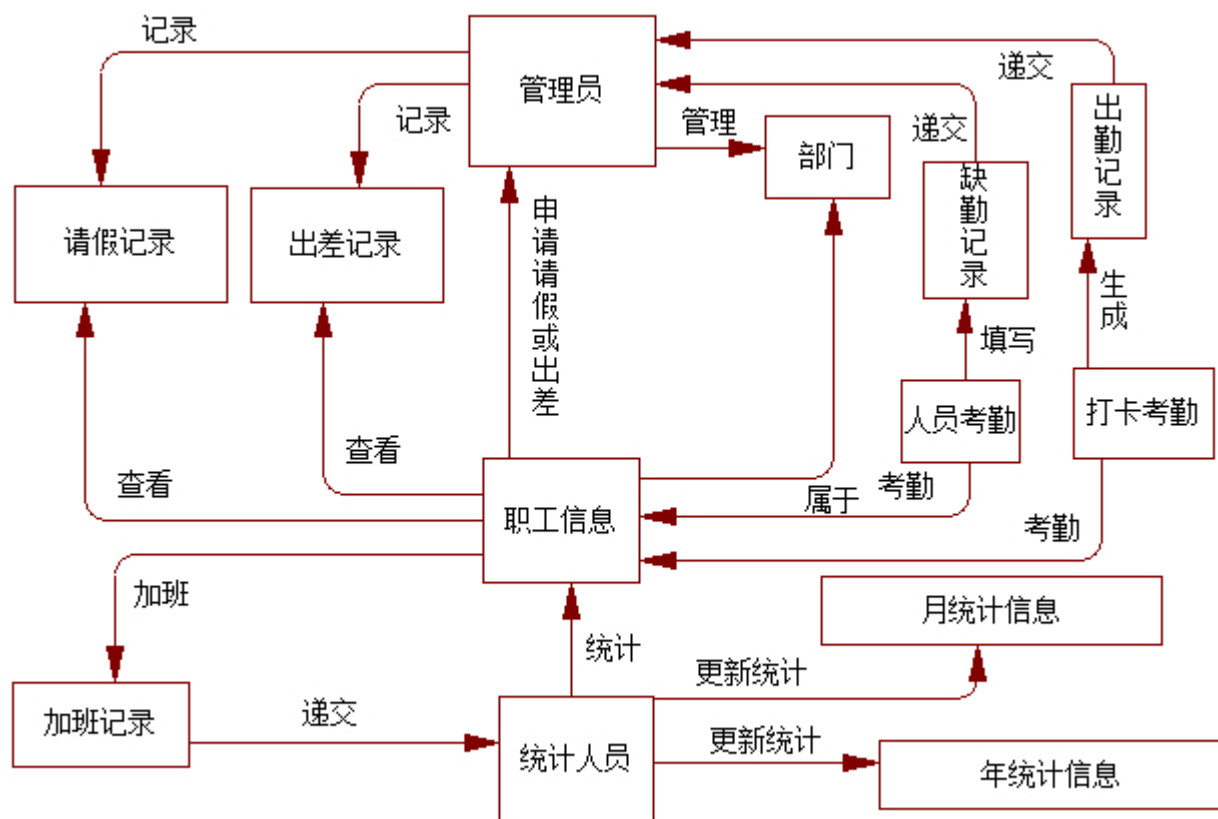 记录
管理员
递交
记录
管理
递交
出勤记录
部门
缺勤记录
请假记录
出差记录
申请请假或出差
生成
填写
人员考勤
打卡考勤
查看
查看
属于
考勤
职工信息
考勤
加班
月统计信息
统计
更新统计
加班记录
递交
统计人员
更新统计
年统计信息